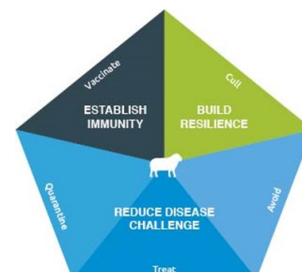 Vaccinate
Cull
ESTABLISH
IMMUNITY
BUILD
RESILIENCE
Quarantine
Avoid
REDUCE DISEASE
CHALLENGE
Treat